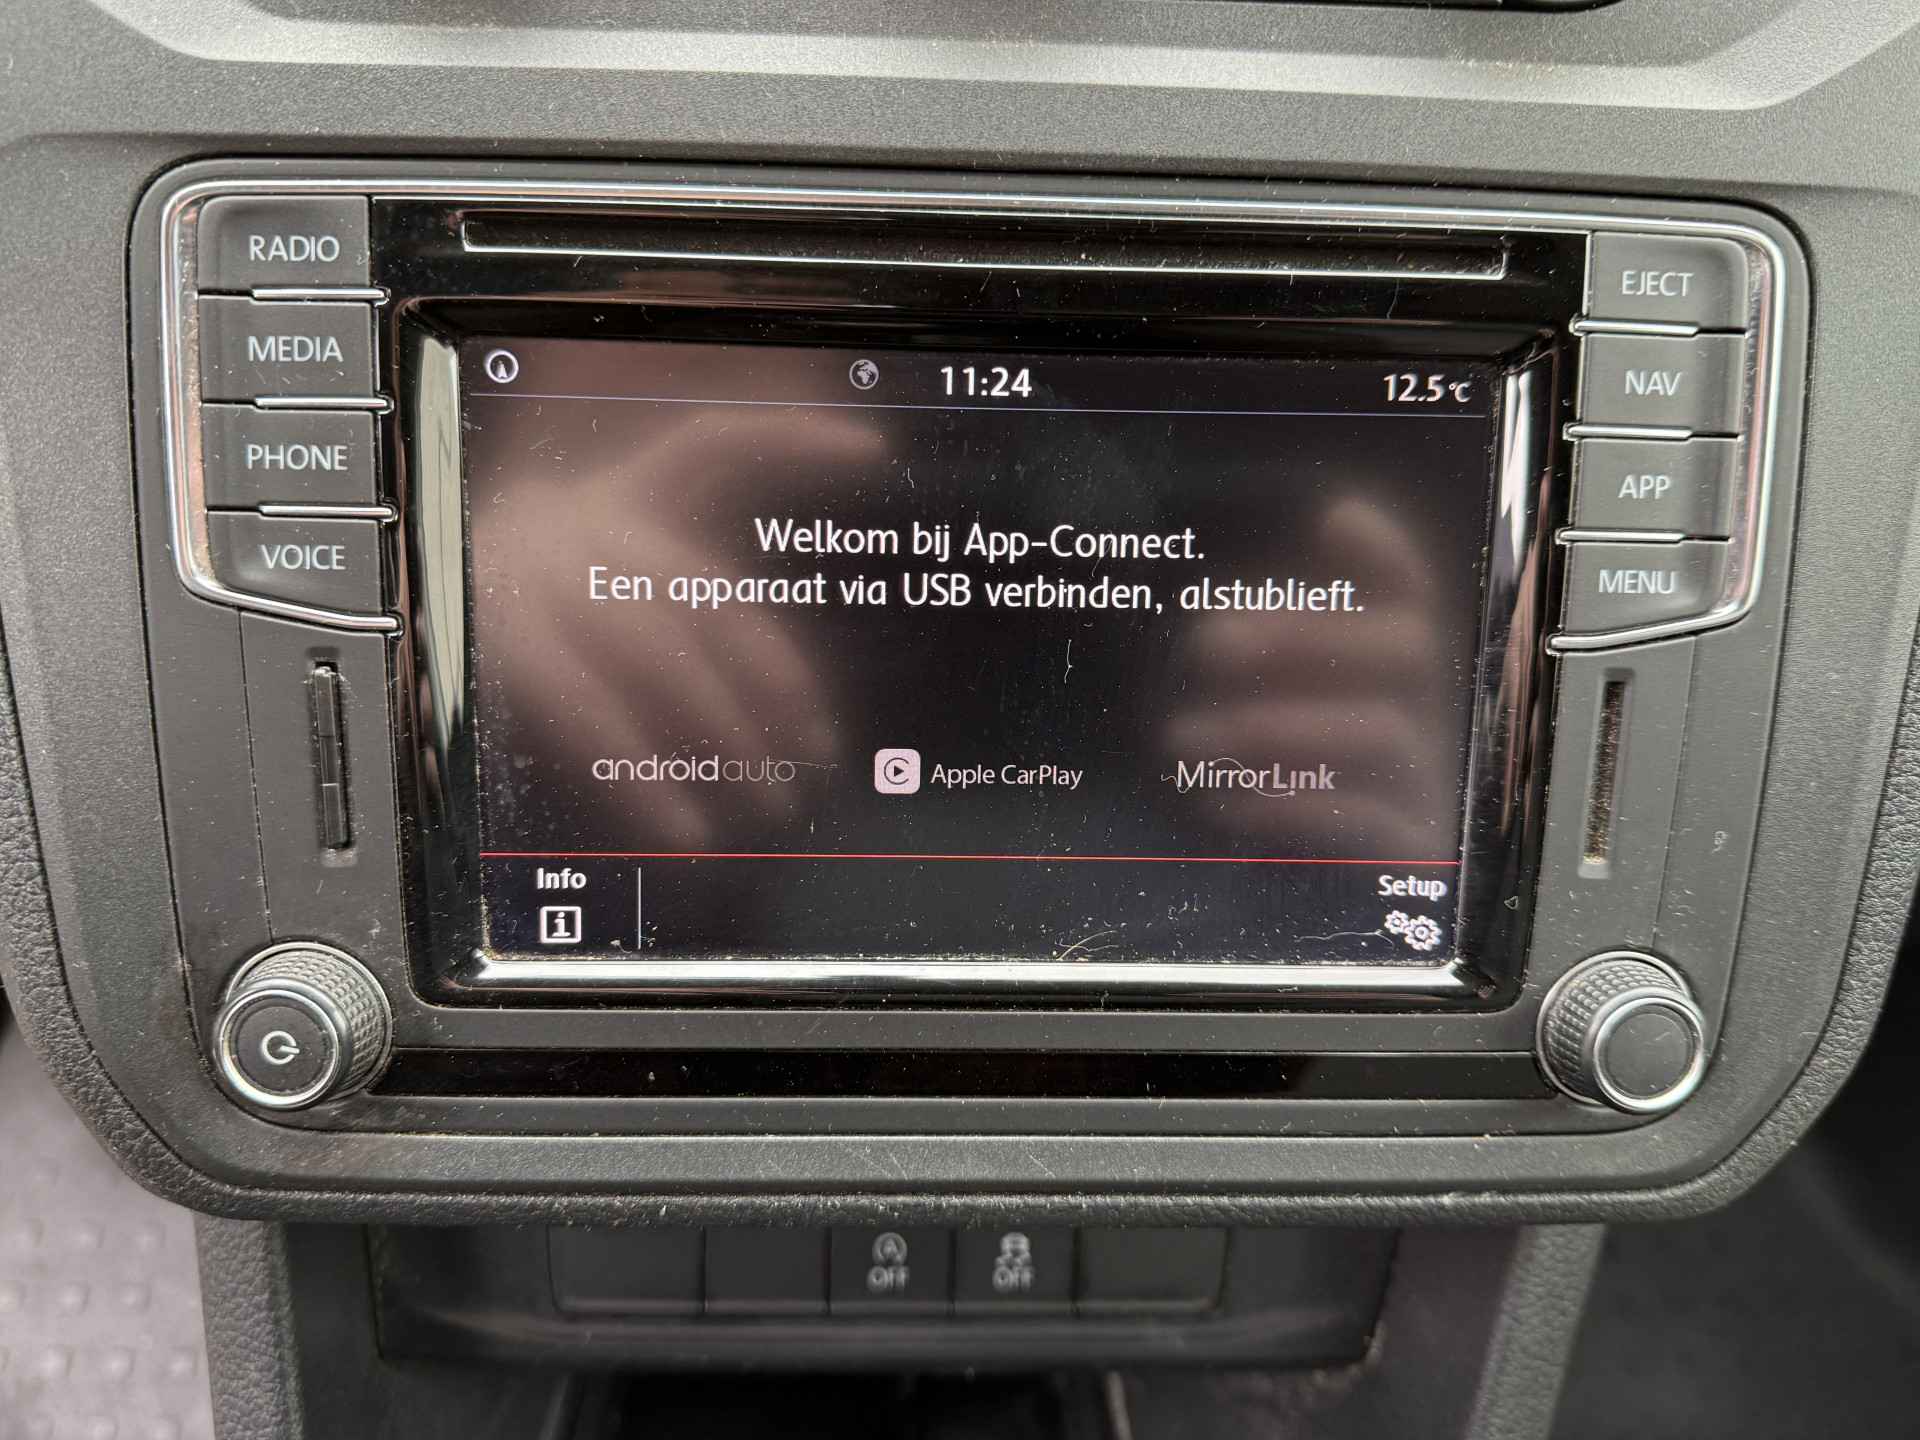 RADIO
MEDIA
PHONE
VOICE
EJECT
NAV
APP
MENU
11:24
12.5°C
Welkom bij App-Connect.
Een apparaat via USB verbinden, alstublieft.
androidauto
Apple CarPlay
MirrorLink
Info
i
Setup
A
OFF
OFF